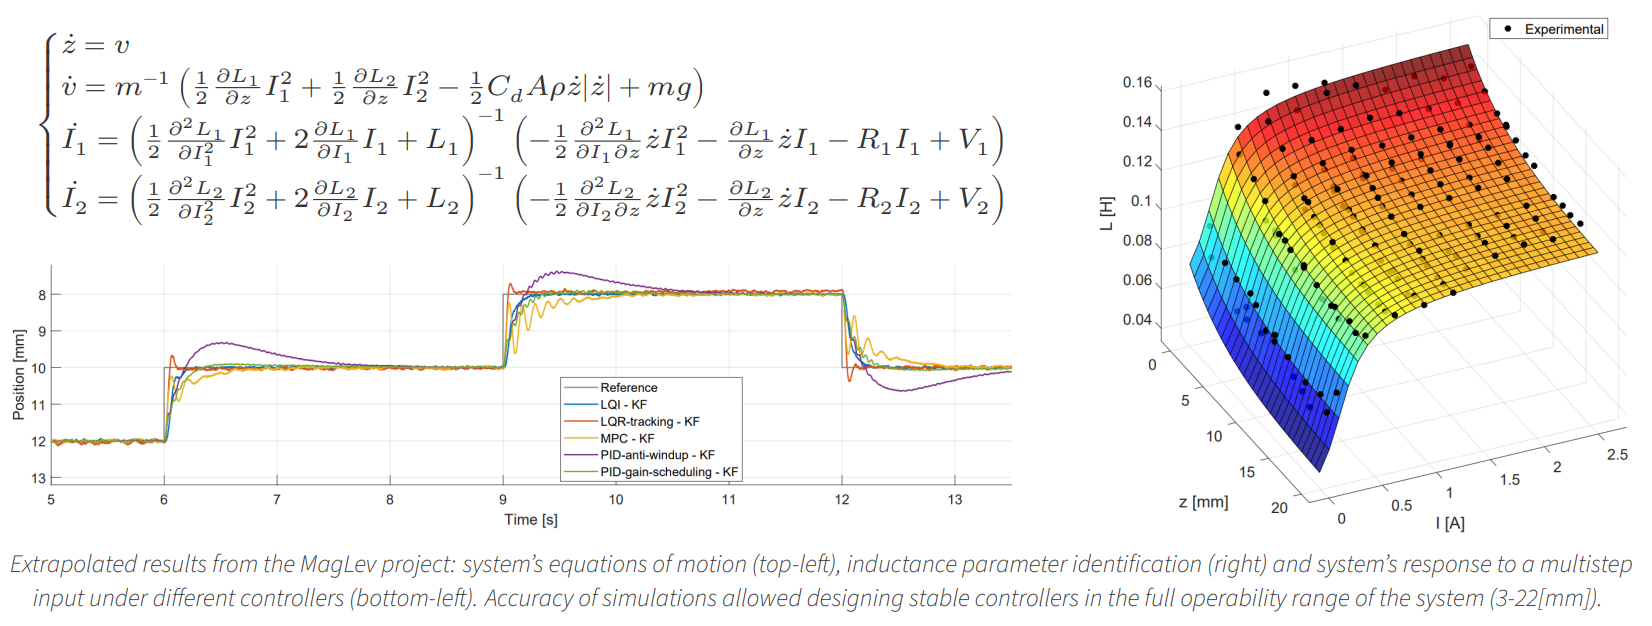 ż = v
v̇ = m⁻¹ (½ ∂L₁/∂z I₁² + ½ ∂L₂/∂z I₂² − ½ C_d Aρż|ż| + mg)
İ₁ = (½ ∂²L₁/∂I₁² I₁² + 2 ∂L₁/∂I₁ I₁ + L₁)⁻¹ (−½ ∂²L₁/∂I₁∂z żI₁² − ∂L₁/∂z żI₁ − R₁I₁ + V₁)
İ₂ = (½ ∂²L₂/∂I₂² I₂² + 2 ∂L₂/∂I₂ I₂ + L₂)⁻¹ (−½ ∂²L₂/∂I₂∂z żI₂² − ∂L₂/∂z żI₂ − R₂I₂ + V₂)
Position [mm]
8
9
10
11
12
13
Reference
LQI - KF
LQR-tracking - KF
MPC - KF
PID-anti-windup - KF
PID-gain-scheduling - KF
5 6 7 8 9 10 11 12 13
Time [s]
Experimental
L [H]
0.16
0.14
0.12
0.1
0.08
0.06
0.04
0
5
10
15
20
z [mm]
0
0.5
1
1.5
2
2.5
I [A]
Extrapolated results from the MagLev project: system's equations of motion (top-left), inductance parameter identification (right) and system's response to a multistep
input under different controllers (bottom-left). Accuracy of simulations allowed designing stable controllers in the full operability range of the system (3-22[mm]).